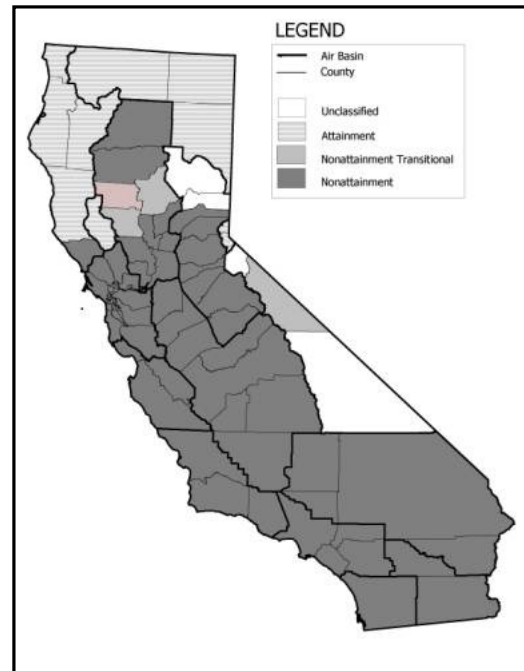 LEGEND
Air Basin
County
Unclassified
Attainment
Nonattainment Transitional
Nonattainment